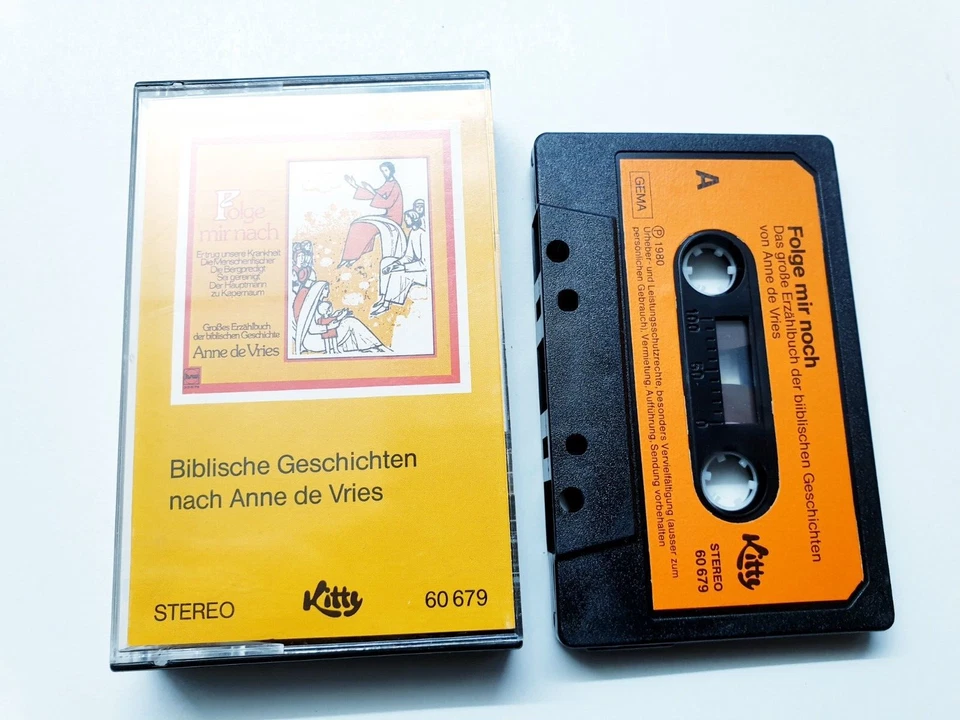 Folge
mir nach
Er trug unsere Krankheit
Die Menschenfischer
Die Bergpredigt
Sei gereinigt
Der Hauptmann
zu Kapernaum
Großes Erzählbuch
der biblischen Geschichte
Anne de Vries
Biblische Geschichten
nach Anne de Vries
STEREO
Kitty
60 679
A
GEMA
Folge mir noch
Das große Erzählbuch der biiblischen Geschichten
von Anne de Vries
100
50
0
Ⓟ 1980
Urheber- und Leistungsschutzrechte, besonders Vervielfältigung (ausser zum
persönlichen Gebrauch), Vermietung, Aufführung, Sendung vorbehalten
Kitty
STEREO
60 679